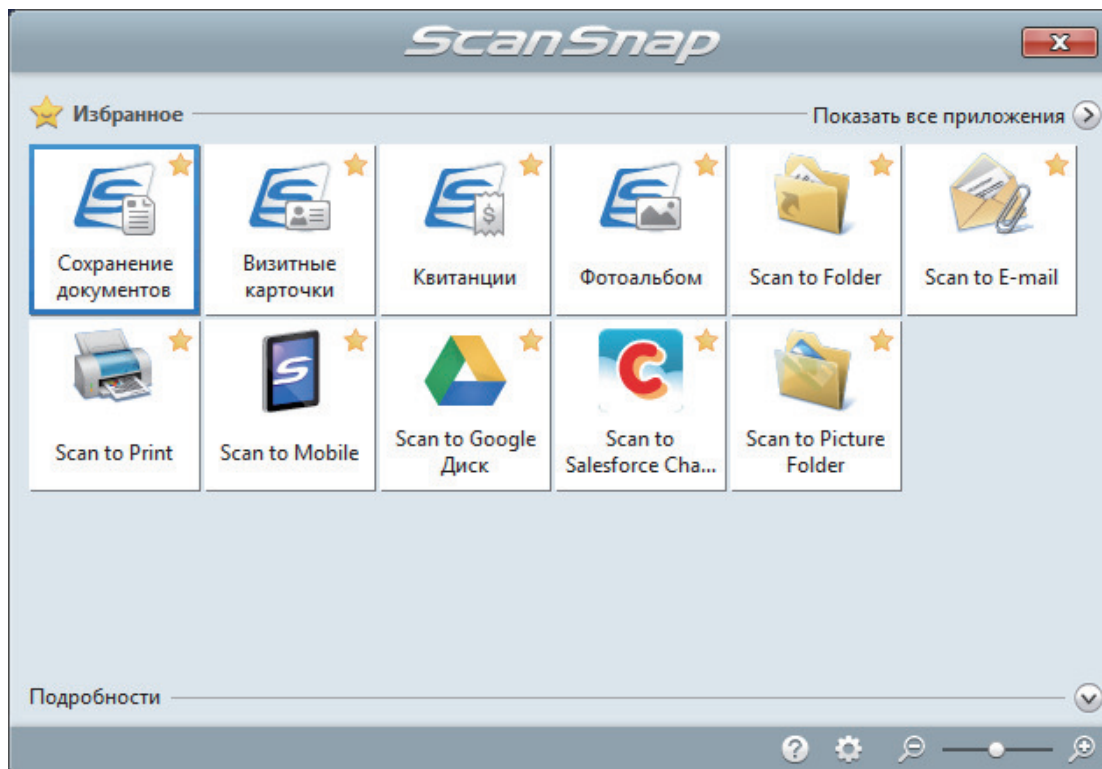 ScanSnap
Избранное
Показать все приложения
Сохранение
документов
Визитные
карточки
Квитанции
Фотоальбом
Scan to Folder
Scan to E-mail
Scan to Print
Scan to Mobile
Scan to Google
Диск
Scan to
Salesforce Cha...
Scan to Picture
Folder
Подробности